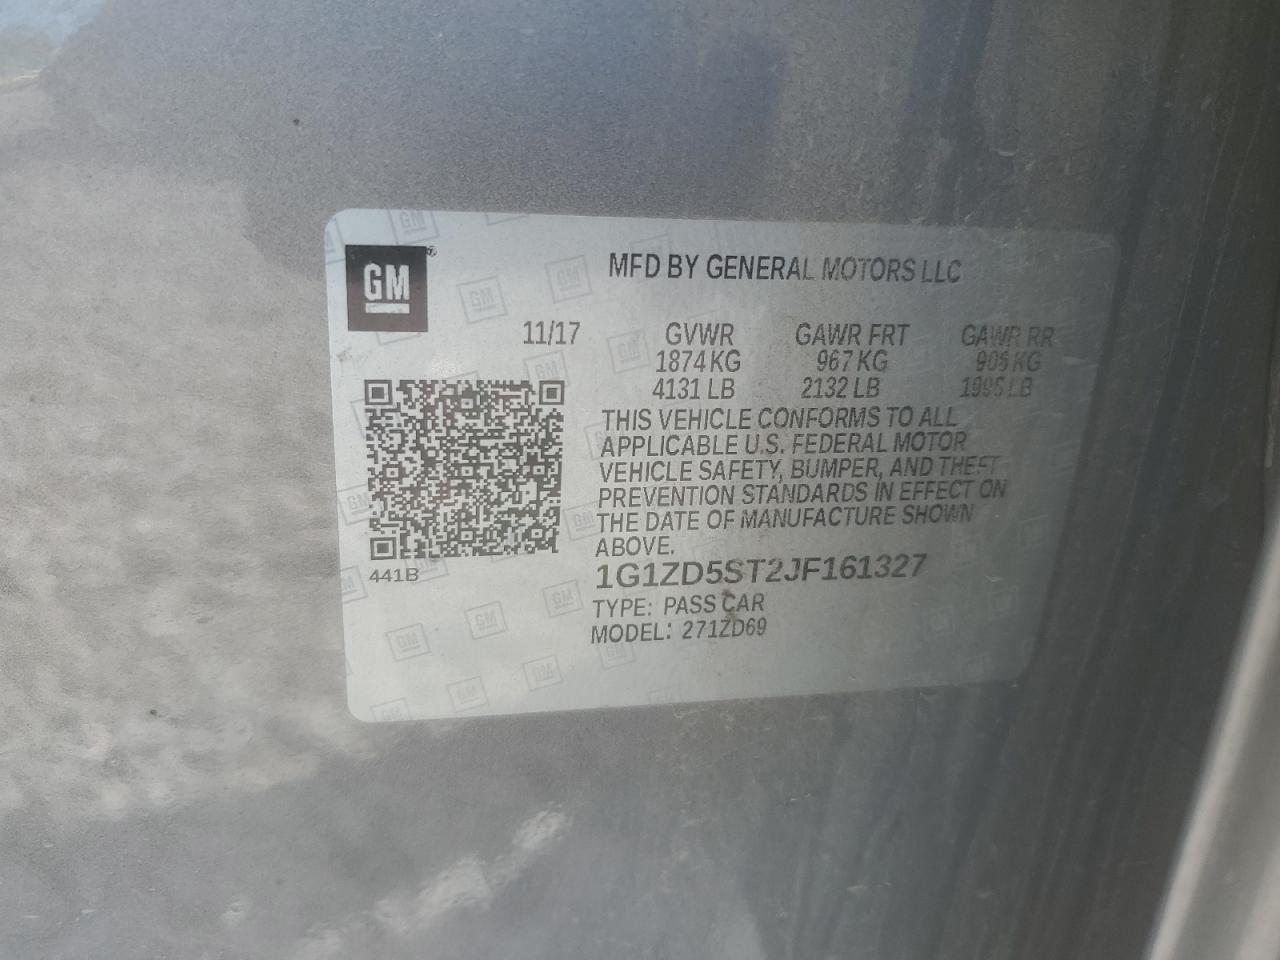 GM
MFD BY GENERAL MOTORS LLC
11/17 GVWR GAWR FRT GAWR RR
1874 KG 967 KG KG
4131 LB 2132 LB LB
THIS VEHICLE CONFORMS TO ALL
APPLICABLE U.S. FEDERAL MOTOR
VEHICLE SAFETY, BUMPER, AND THEFT
PREVENTION STANDARDS IN EFFECT ON
THE DATE OF MANUFACTURE SHOWN
ABOVE.
441B
1G1ZD5ST2JF161327
TYPE: PASS CAR
MODEL: 271ZD69